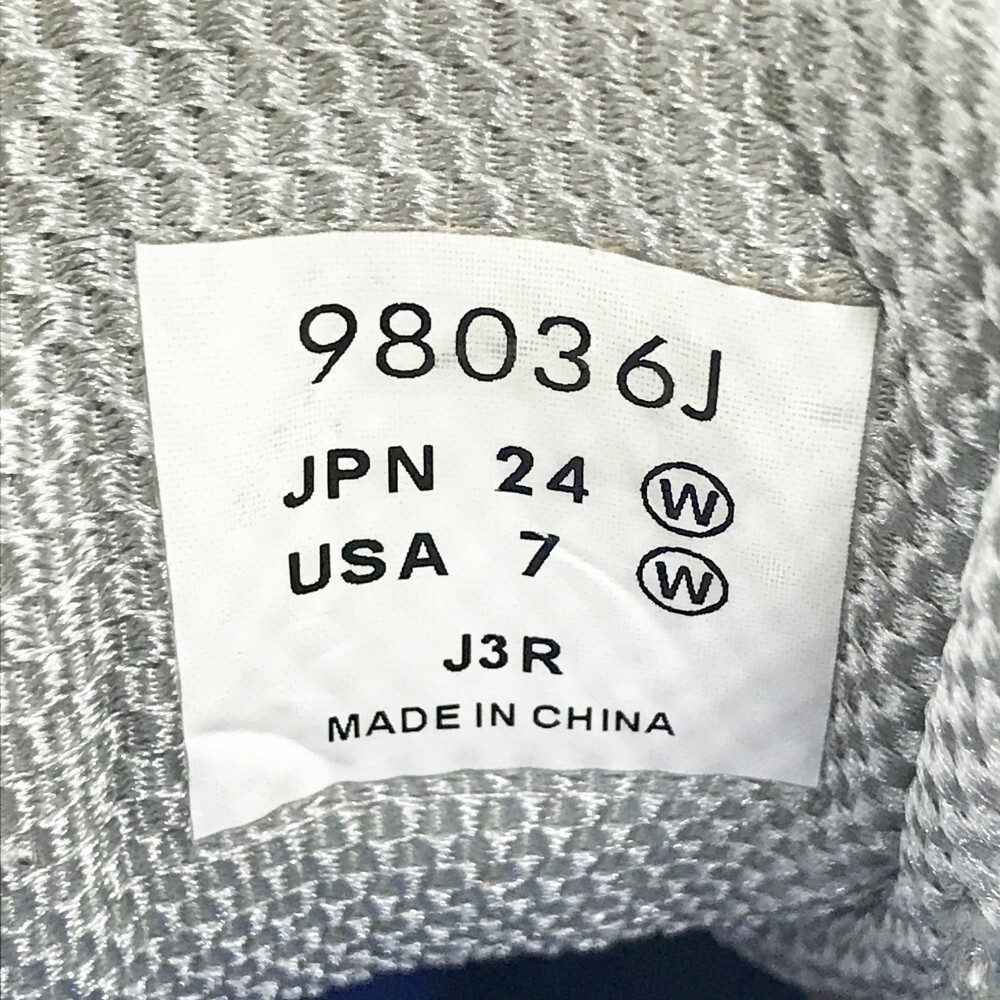 98036J
JPN 24 Ⓦ
USA 7 Ⓦ
J3R
MADE IN CHINA